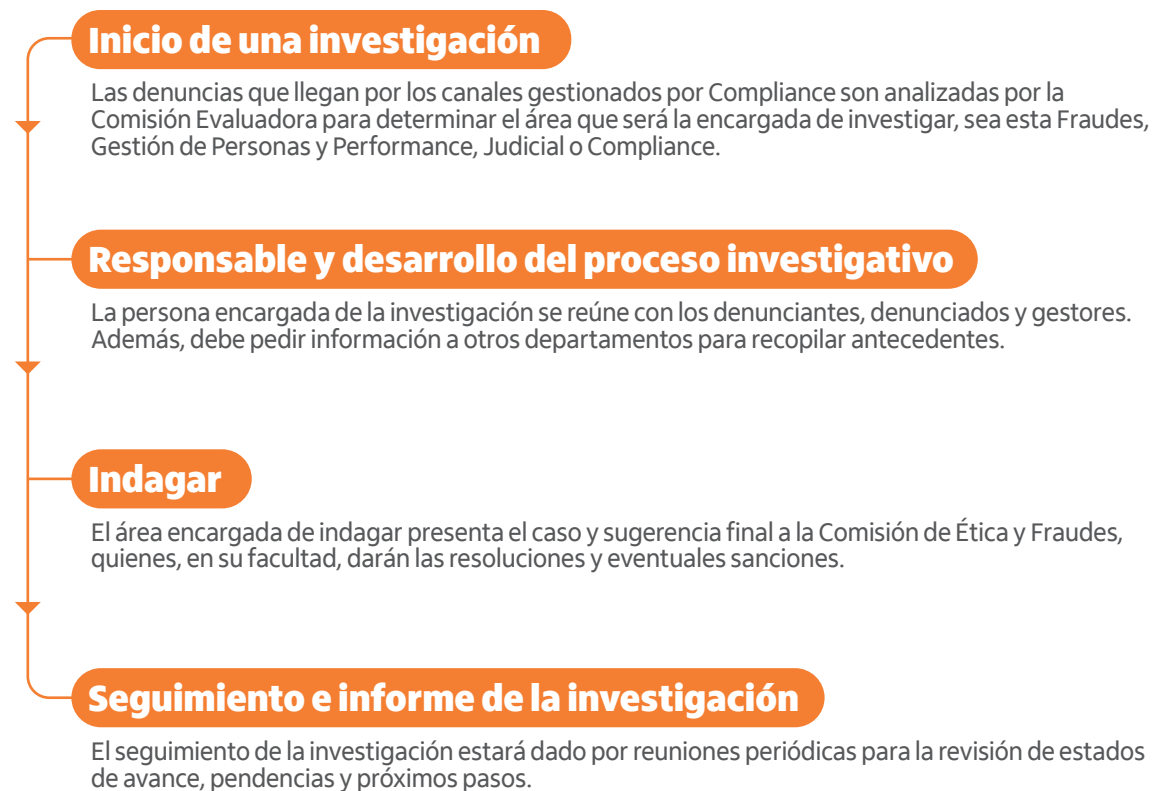 Inicio de una investigación
Las denuncias que llegan por los canales gestionados por Compliance son analizadas por la
Comisión Evaluadora para determinar el área que será la encargada de investigar, sea esta Fraudes,
Gestión de Personas y Performance, Judicial o Compliance.
Responsable y desarrollo del proceso investigativo
La persona encargada de la investigación se reúne con los denunciantes, denunciados y gestores.
Además, debe pedir información a otros departamentos para recopilar antecedentes.
Indagar
El área encargada de indagar presenta el caso y sugerencia final a la Comisión de Ética y Fraudes,
quienes, en su facultad, darán las resoluciones y eventuales sanciones.
Seguimiento e informe de la investigación
El seguimiento de la investigación estará dado por reuniones periódicas para la revisión de estados
de avance, pendencias y próximos pasos.